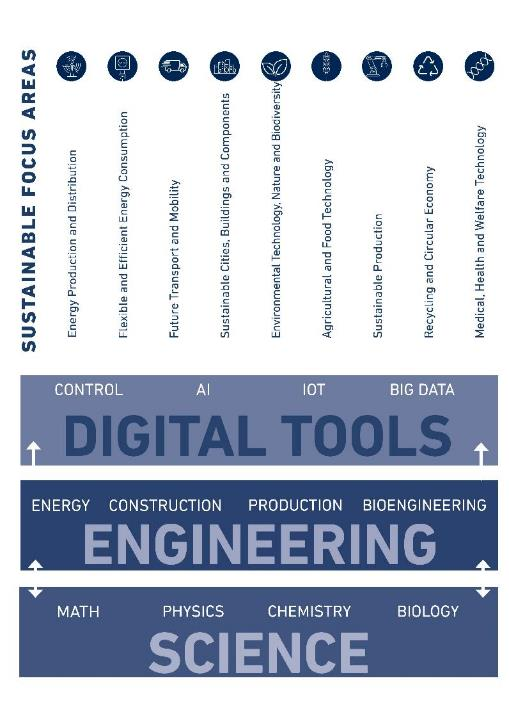 SUSTAINABLE FOCUS AREAS
Energy Production and Distribution
Flexible and Efficient Energy Consumption
Future Transport and Mobility
Sustainable Cities, Buildings and Components
Environmental Technology, Nature and Biodiversity
Agricultural and Food Technology
Sustainable Production
Recycling and Circular Economy
Medical, Health and Welfare Technology
CONTROL AI IOT BIG DATA
DIGITAL TOOLS
ENERGY CONSTRUCTION PRODUCTION BIOENGINEERING
ENGINEERING
MATH PHYSICS CHEMISTRY BIOLOGY
SCIENCE